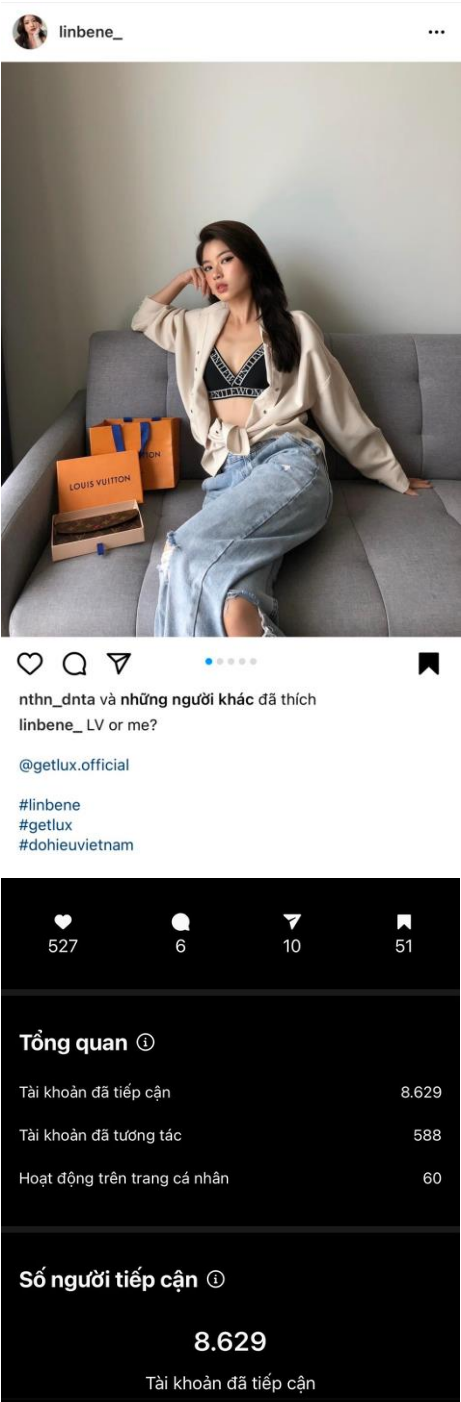 linbene_
LOUIS VUITTON
nthn_dnta và những người khác đã thích
linbene_ LV or me?
@getlux.official
#linbene
#getlux
#dohieuvietnam
527 6 10 51
Tổng quan
Tài khoản đã tiếp cận 8.629
Tài khoản đã tương tác 588
Hoạt động trên trang cá nhân 60
Số người tiếp cận
8.629
Tài khoản đã tiếp cận